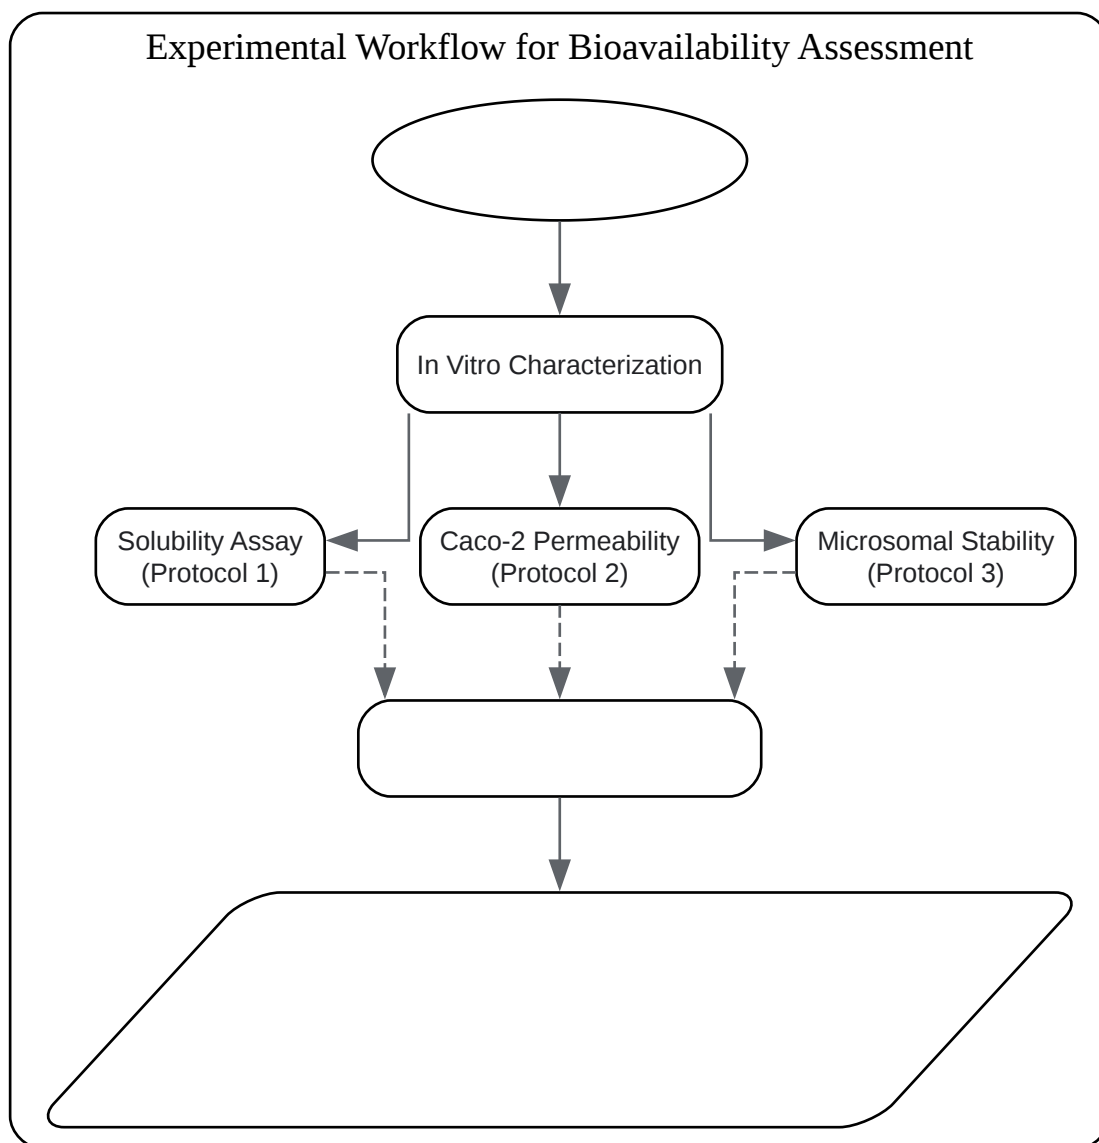 Experimental Workflow for Bioavailability Assessment
In Vitro Characterization
Solubility Assay
(Protocol 1)
Caco-2 Permeability
(Protocol 2)
Microsomal Stability
(Protocol 3)